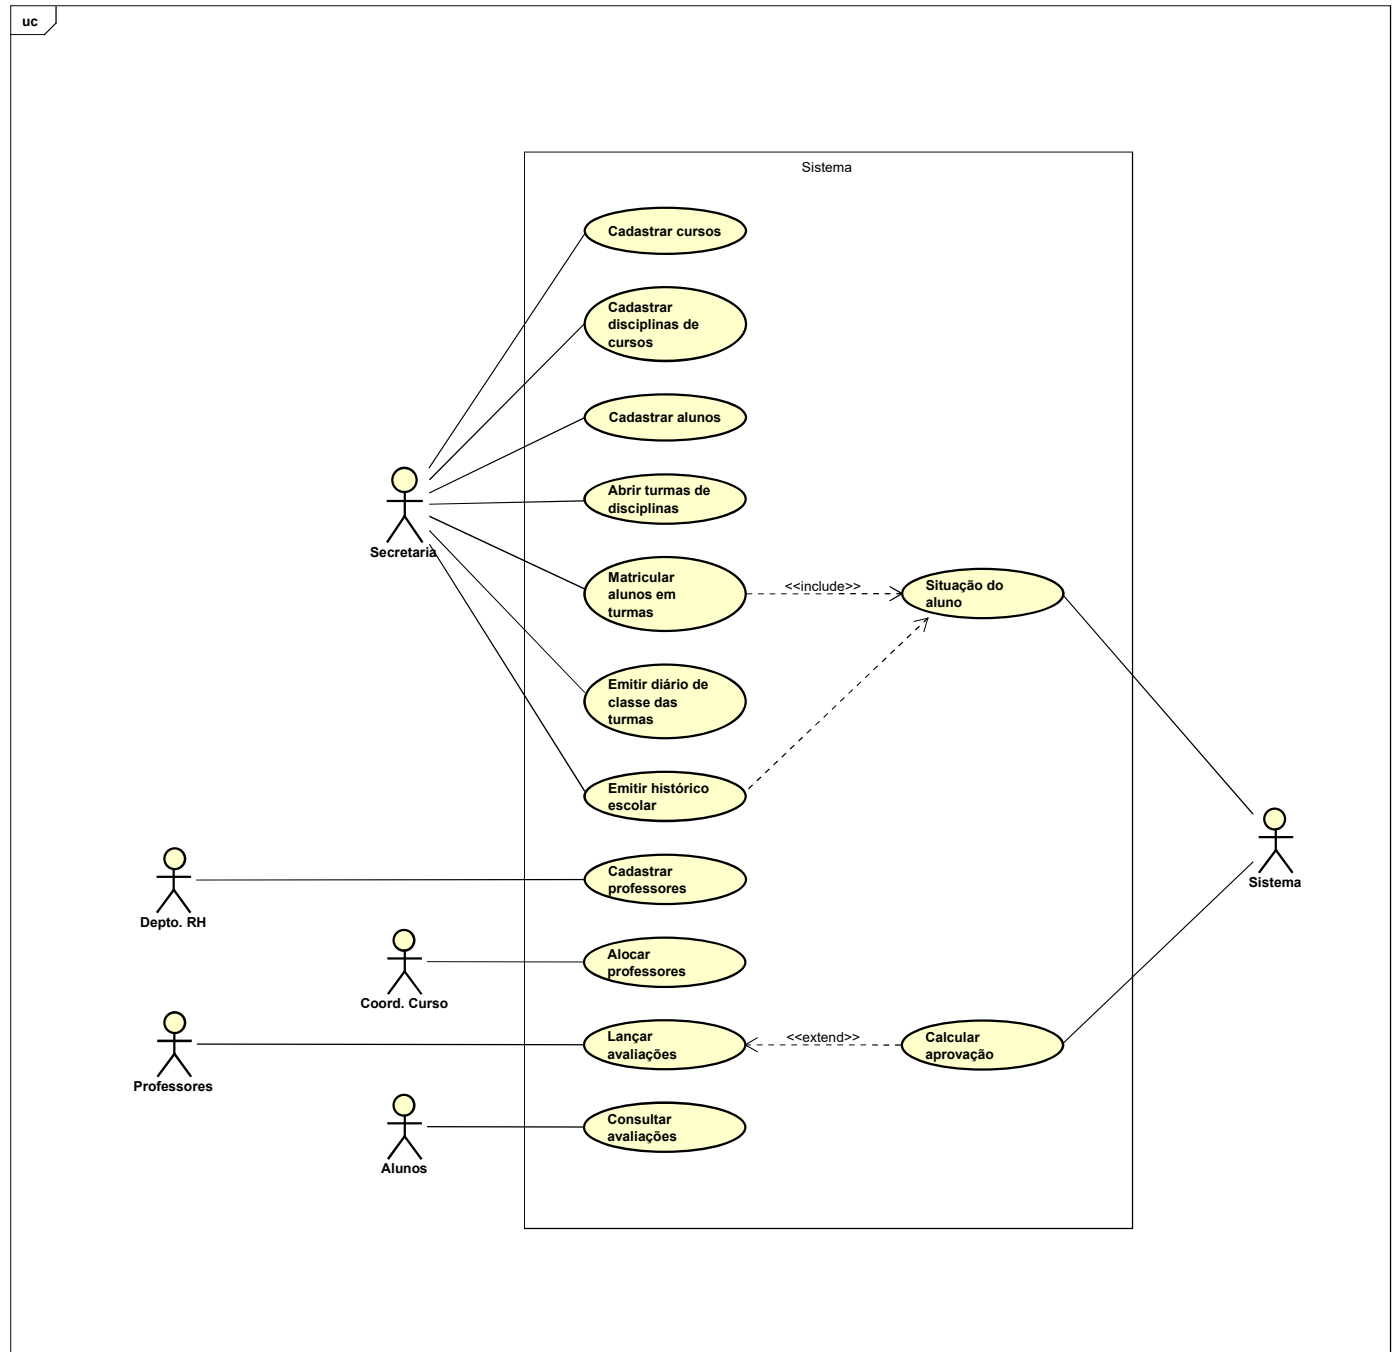 uc
Sistema
Cadastrar cursos
Cadastrar
disciplinas de
cursos
Cadastrar alunos
Abrir turmas de
disciplinas
Secretaria
Matricular
alunos em
turmas
<<include>>
Situação do
aluno
Emitir diário de
classe das
turmas
Emitir histórico
escolar
Cadastrar
professores
Depto. RH
Sistema
Alocar
professores
Coord. Curso
Lançar
avaliações
<<extend>>
Calcular
aprovação
Professores
Consultar
avaliações
Alunos